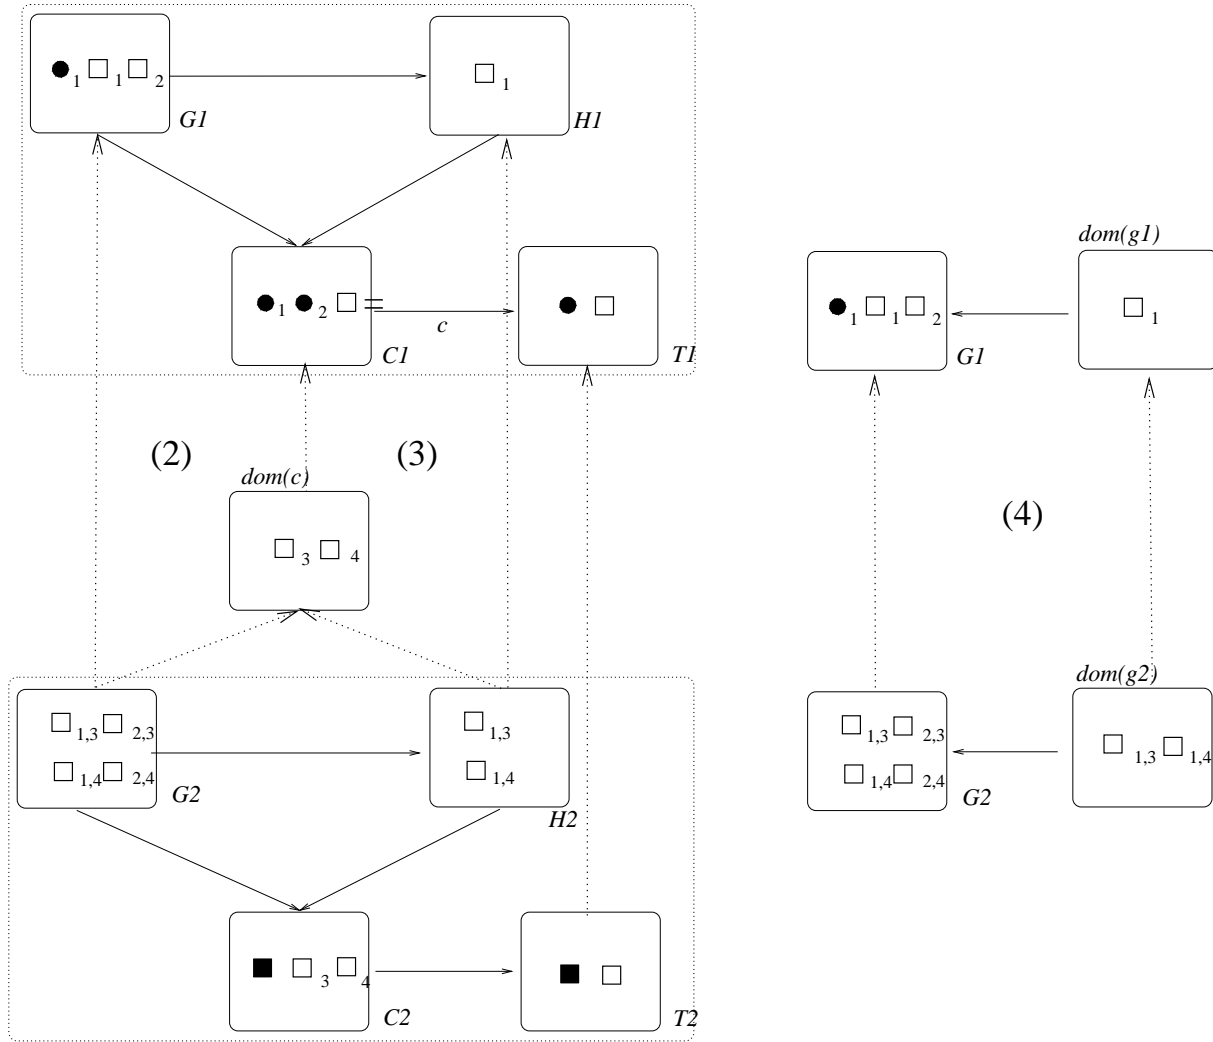 1 1 2
G1
1
H1
dom(g1)
1 2
c
C1
T1
1 1 2
G1
1
(2)
(3)
dom(c)
3 4
(4)
dom(g2)
1,3 2,3
1,4 2,4
G2
1,3
1,4
H2
1,3 2,3
1,4 2,4
G2
1,3 1,4
3 4
C2
T2